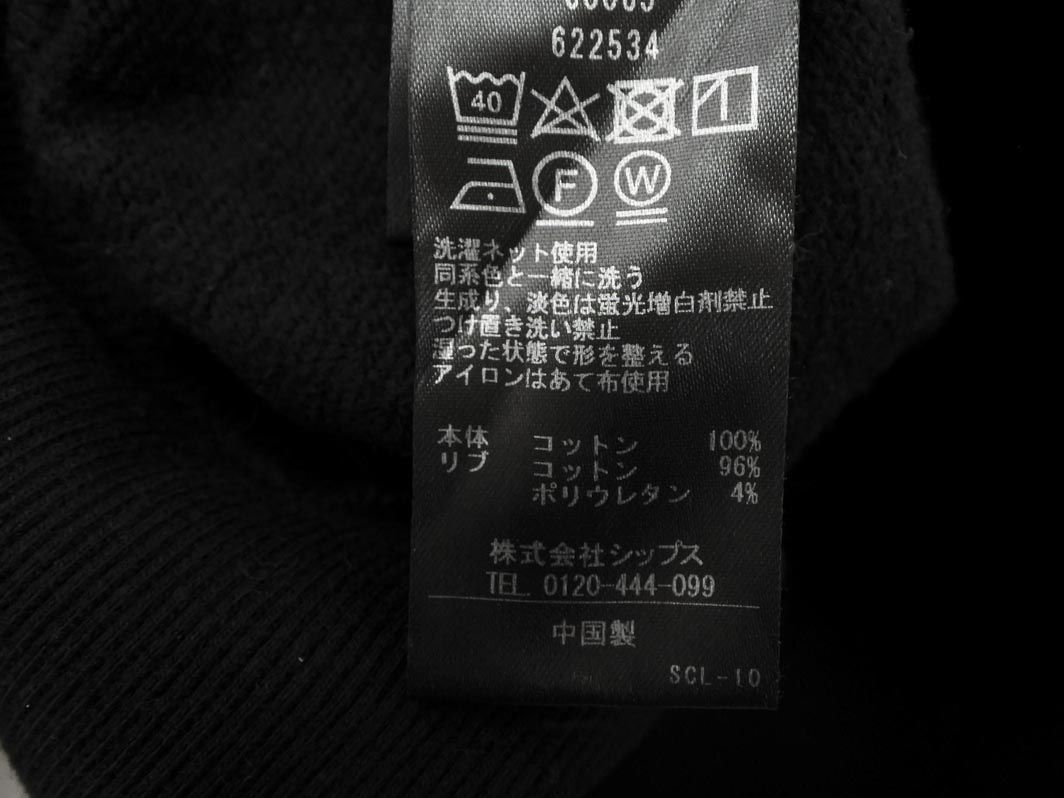 622534
40
F
W
洗濯ネット使用
同系色と一緒に洗う
生成り、淡色は蛍光増白剤禁止
つけ置き洗い禁止
湿った状態で形を整える
アイロンはあて布使用
本体 コットン 100%
リブ コットン 96%
ポリウレタン 4%
株式会社シップス
TEL. 0120-444-099
中国製
SCL-10